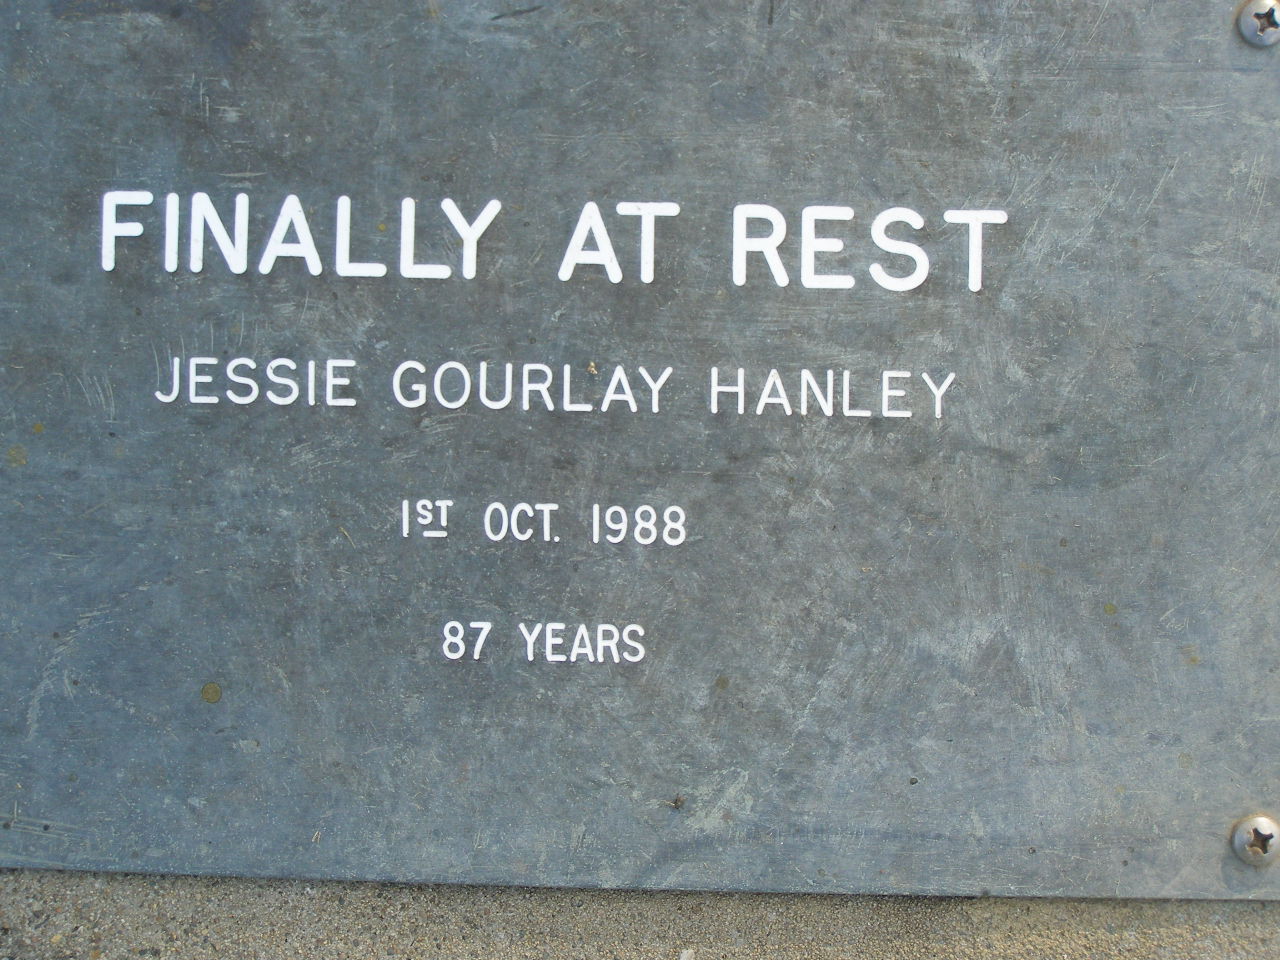 FINALLY AT REST
JESSIE GOURLAY HANLEY
1ST OCT. 1988
87 YEARS